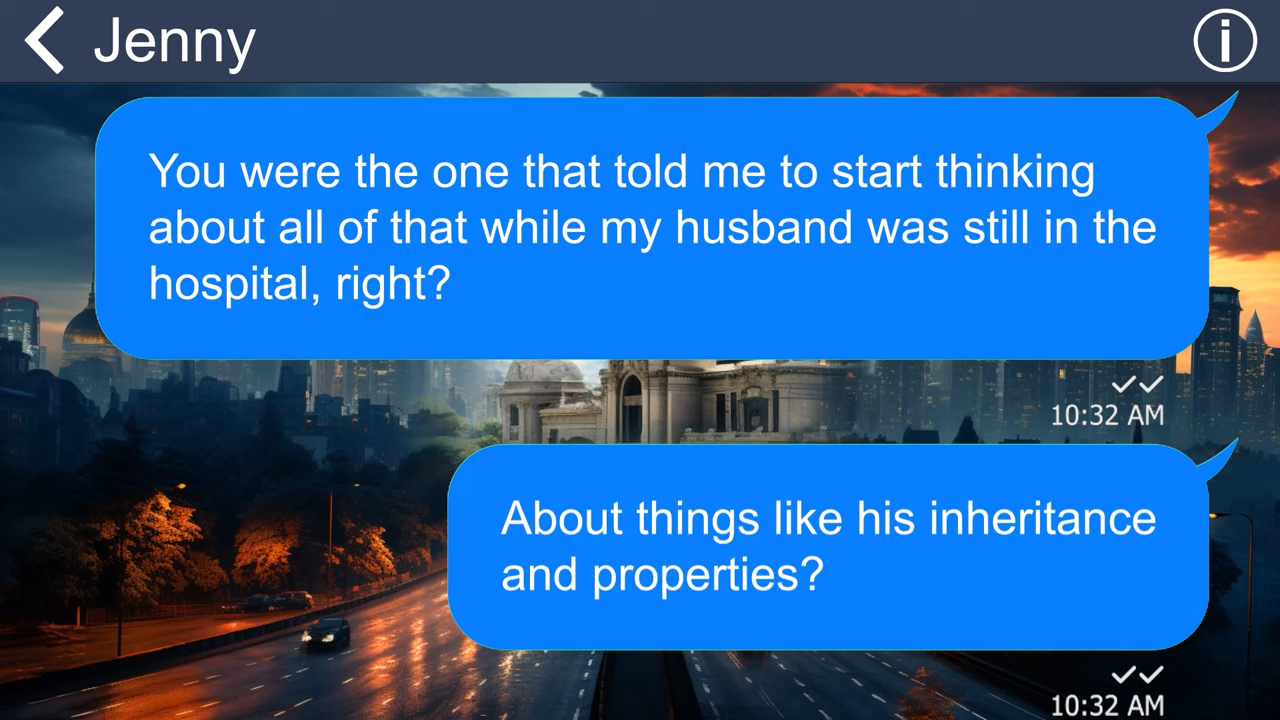 Jenny
You were the one that told me to start thinking
about all of that while my husband was still in the
hospital, right?
10:32 AM
About things like his inheritance
and properties?
10:32 AM